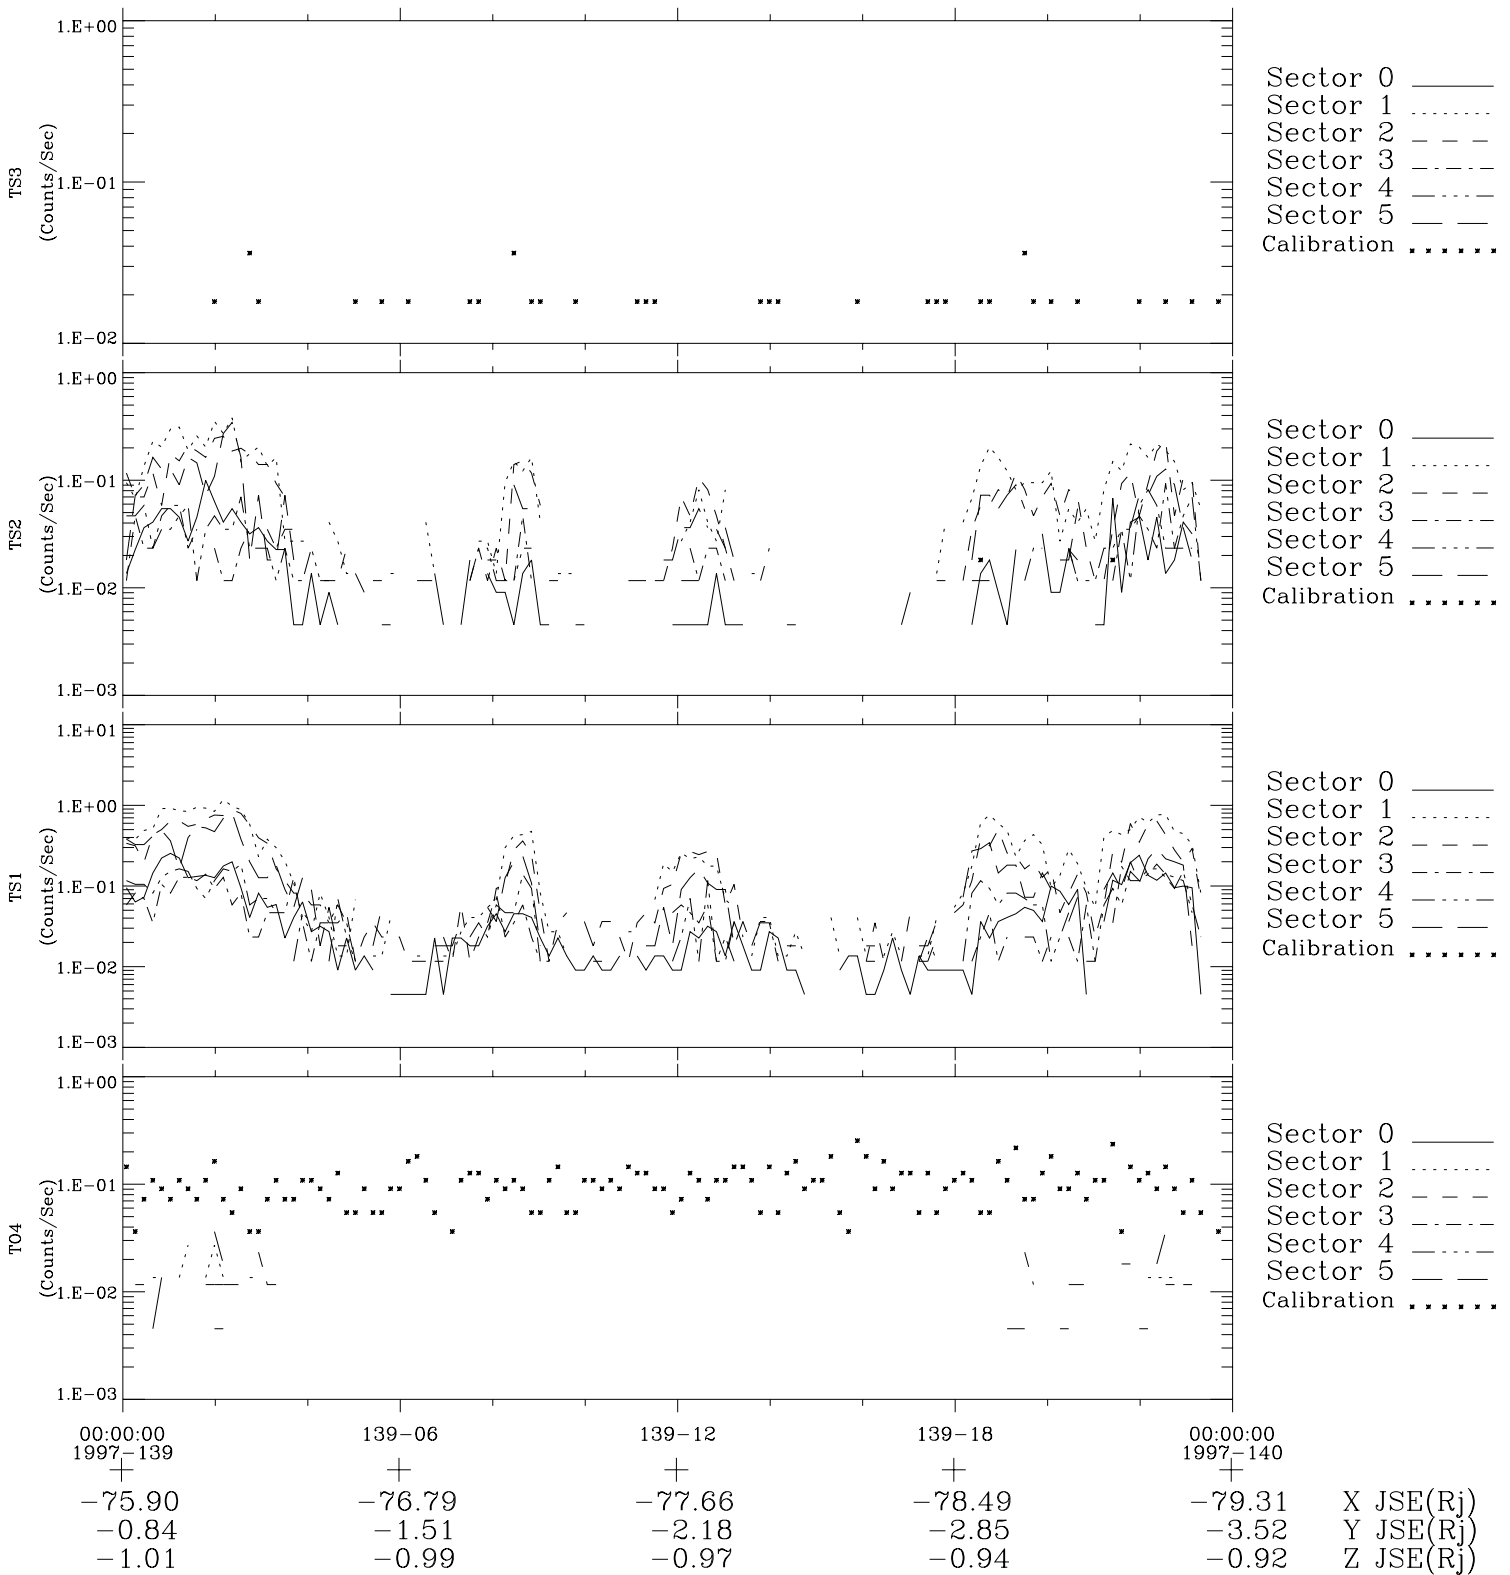 1.E+00
1.E-01
1.E-02
TS3
(Counts/Sec)
Sector 0
Sector 1
Sector 2
Sector 3
Sector 4
Sector 5
Calibration
1.E+00
1.E-01
1.E-02
1.E-03
TS2
(Counts/Sec)
Sector 0
Sector 1
Sector 2
Sector 3
Sector 4
Sector 5
Calibration
1.E+01
1.E+00
1.E-01
1.E-02
1.E-03
TS1
(Counts/Sec)
Sector 0
Sector 1
Sector 2
Sector 3
Sector 4
Sector 5
Calibration
1.E+00
1.E-01
1.E-02
1.E-03
TO4
(Counts/Sec)
Sector 0
Sector 1
Sector 2
Sector 3
Sector 4
Sector 5
Calibration
00:00:00 139-06 139-12 139-18 00:00:00
1997-139 1997-140
-75.90 -76.79 -77.66 -78.49 -79.31 X JSE(Rj)
-0.84 -1.51 -2.18 -2.85 -3.52 Y JSE(Rj)
-1.01 -0.99 -0.97 -0.94 -0.92 Z JSE(Rj)